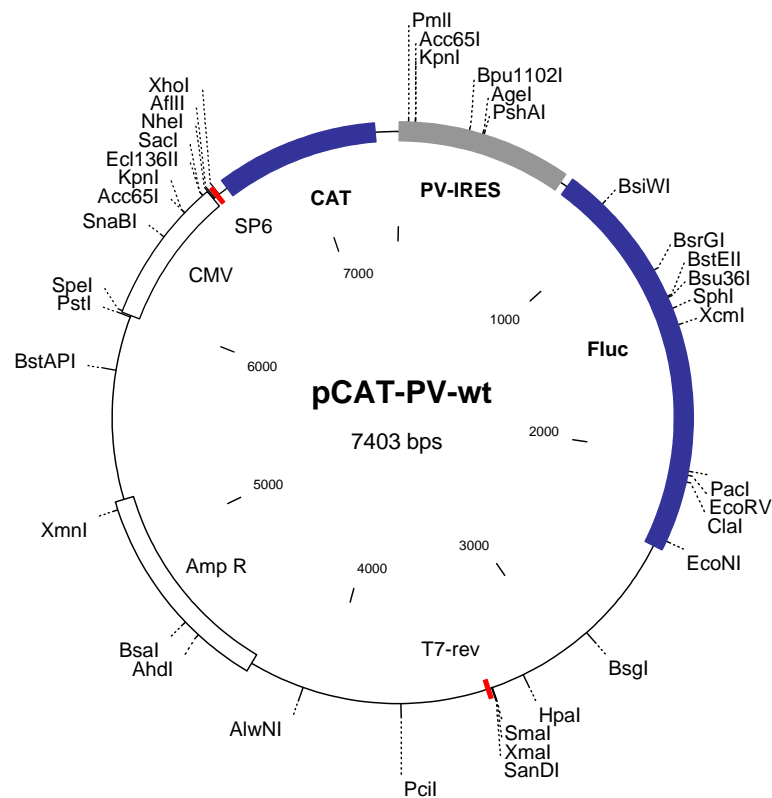 PmlI
Acc65I
KpnI
Bpu1102I
AgeI
PshAI
XhoI
AflII
NheI
SacI
Ecl136II
KpnI
Acc65I
SnaBI
SpeI
PstI
BstAPI
XmnI
BsaI
AhdI
AlwNI
PciI
SanDI
XmaI
SmaI
HpaI
BsgI
EcoNI
ClaI
EcoRV
PacI
XcmI
SphI
Bsu36I
BstEII
BsrGI
BsiWI
SP6
CAT
PV-IRES
CMV
Fluc
Amp R
T7-rev
7000
1000
6000
2000
5000
3000
4000
pCAT-PV-wt
7403 bps